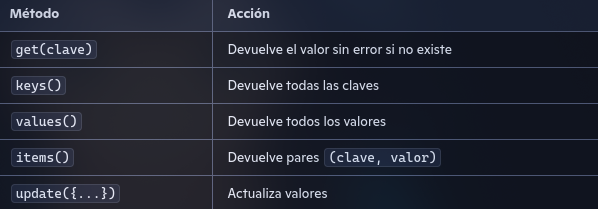 Método Acción
get(clave) Devuelve el valor sin error si no existe
keys() Devuelve todas las claves
values() Devuelve todos los valores
items() Devuelve pares (clave, valor)
update({...}) Actualiza valores